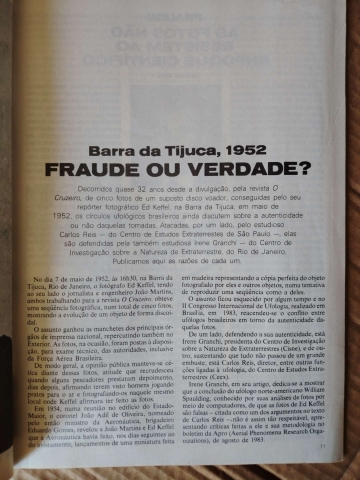 Barra da Tijuca, 1952
FRAUDE OU VERDADE?
Decorridos quase 32 anos desde a divulgação, pela revista O
Cruzeiro, de cinco fotos de um suposto disco voador, conseguidas pelo seu
repórter fotográfico Ed Keffel, na Barra da Tijuca, em maio de
1952, os círculos ufológicos brasileiros ainda discutem sobre a autenticidade
ou não daquelas tomadas. Atacadas, por um lado, pelo estudioso
Carlos Reis —do Centro de Estudos Extraterrestres de São Paulo —, elas
são defendidas pela também estudiosa Irene Granchi — do Centro de
Investigação sobre a Natureza de Extraterrestres, do Rio de Janeiro.
Publicamos aqui as razões de cada um.
No dia 7 de maio de 1952, às 16h30, na Barra da
Tijuca, Rio de Janeiro, o fotógrafo Ed Keffel, tendo
ao seu lado o jornalista e engenheiro João Martins,
ambos trabalhando para a revista O Cruzeiro, obteve
uma seqüência fotográfica, num total de cinco fotos,
mostrando a evolução de um objeto de forma discoi-
dal.
O assunto ganhou as manchetes dos principais ór-
gãos de imprensa nacional, repercutindo também no
Exterior. As fotos, na ocasião, foram postas à disposi-
ção, para exame técnico, das autoridades, inclusive
da Força Aérea Brasileira.
De modo geral, a opinião pública manteve-se cé-
tica diante dessas fotos, atitude que recrudesceu
quando alguns pescadores prestaram depoimento,
dias depois, afirmando terem visto homens jogando
pratos para o ar e fotografando-os naquele mesmo
local onde Keffel afirmara ter feito as fotos.
Em 1954, numa reunião no edifício do Estado-
Maior, o coronel João Adil de Oliveira, nomeado
pelo então ministro da Aeronáutica, brigadeiro
Eduardo Gomes, revelou a João Martins e Ed Keffel
que a Aeronáutica havia feito, nos dias seguintes ao
do avistamento, lançamentos de uma miniatura feita
em madeira representando a cópia perfeita do objeto
fotografado por eles e outros objetos, numa tentativa
de reproduzir uma seqüência como a deles.
O assunto ficou esquecido por algum tempo e no
II Congresso Internacional de Ufologia, realizado em
Brasília, em 1983, reacendeu-se o conflito entre
ufólogos brasileiros em torno da autenticidade da-
quelas fotos.
De um lado, defendendo a sua autenticidade, está
Irene Granchi, presidente do Centro de Investigação
sobre a Natureza de Extraterrestres (Cisne), e do ou-
tro, sustentando que tudo não passou de um grande
embuste, está Carlos Reis, diretor, entre outras fun-
ções ligadas à ufologia, do Centro de Estudos Extra-
terrestres (Cees).
Irene Granchi, em seu artigo, dedica-se a mostrar
que a conclusão do ufólogo norte-americano William
Spaulding, conhecido por suas análises de fotos por
meio de computadores, de que as fotos de Ed Keffel
são falsas – citada como um dos argumentos no texto
de Carlos Reis –, não é assim tão respeitável, apre-
sentando críticas feitas a ele e sua metodologia no
boletim da Apro (Aerial Phenomena Research Orga-
nization), de agosto de 1983.
11